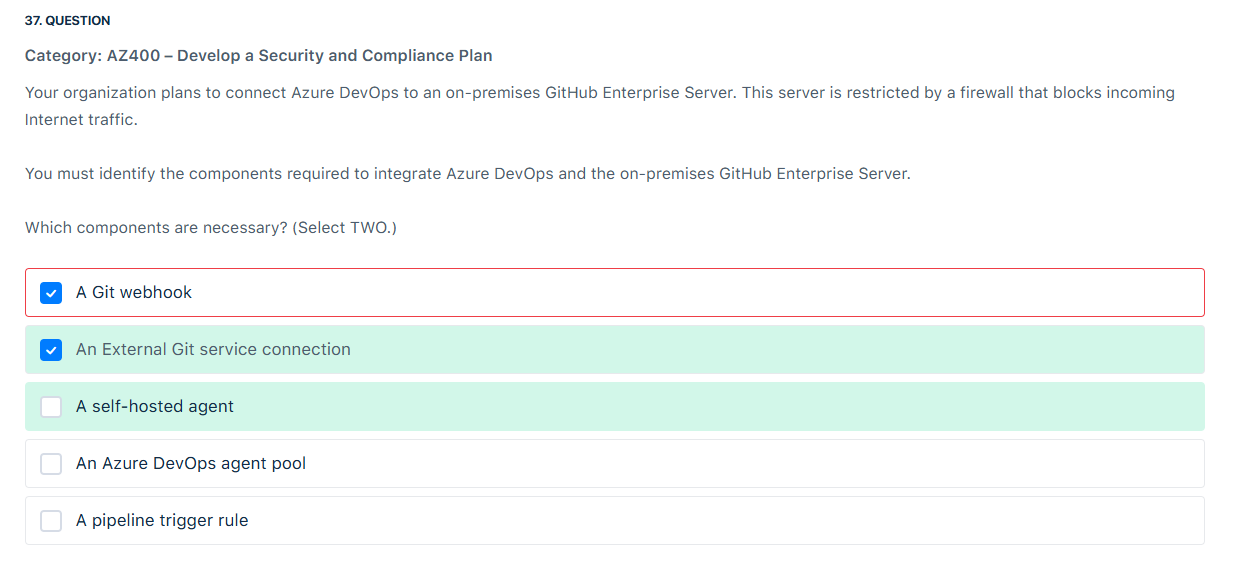 37. QUESTION
Category: AZ400 – Develop a Security and Compliance Plan
Your organization plans to connect Azure DevOps to an on-premises GitHub Enterprise Server. This server is restricted by a firewall that blocks incoming
Internet traffic.
You must identify the components required to integrate Azure DevOps and the on-premises GitHub Enterprise Server.
Which components are necessary? (Select TWO.)
A Git webhook
An External Git service connection
A self-hosted agent
An Azure DevOps agent pool
A pipeline trigger rule